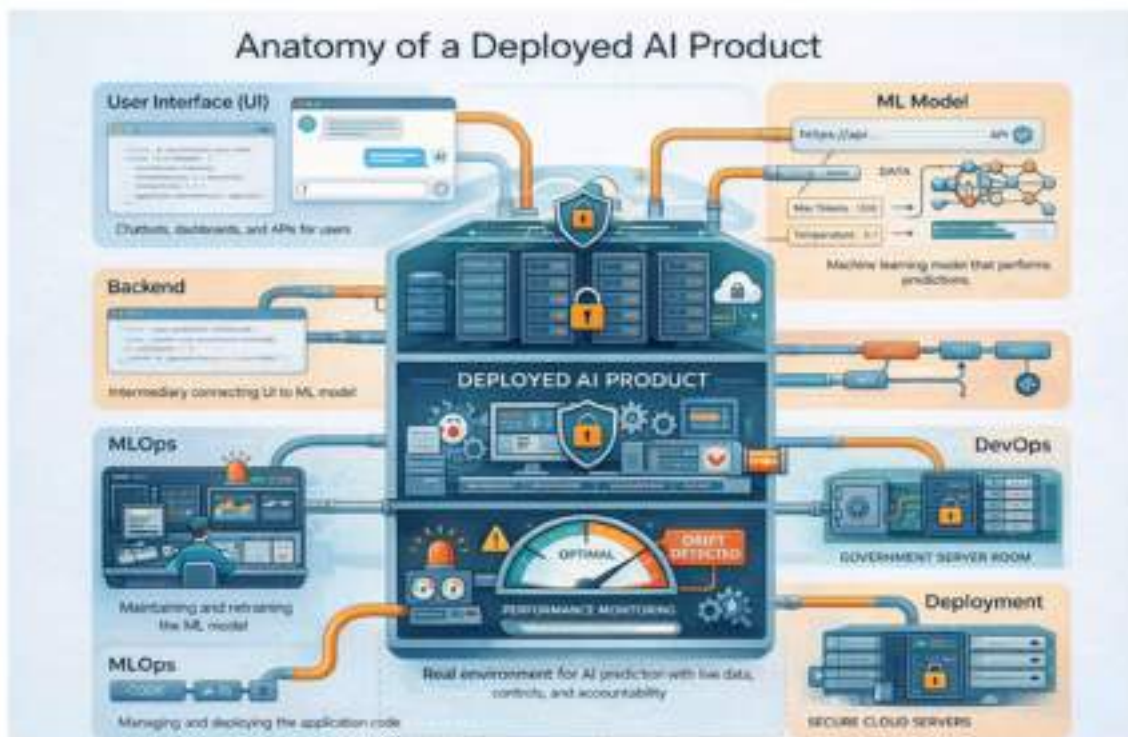 Anatomy of a Deployed AI Product
User Interface (UI)
Chatbots, dashboards, and APIs for users
Backend
Intermediary connecting UI to ML model
MLOps
Maintaining and retraining
the ML model
MLOps
CODE
Managing and deploying the application code
DEPLOYED AI PRODUCT
OPTIMAL
DRIFT
DETECTED
PERFORMANCE MONITORING
Real environment for AI prediction with live data,
controls, and accountability
ML Model
https://api...
API
DATA
Max Tokens
Temperature
Machine learning model that performs
predictions.
DevOps
GOVERNMENT SERVER ROOM
Deployment
SECURE CLOUD SERVERS